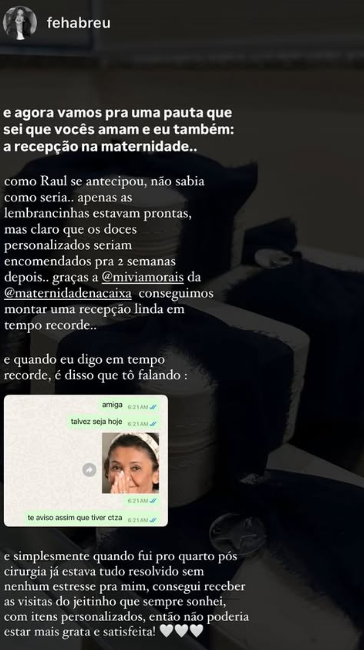 fehabreu
e agora vamos pra uma pauta que
sei que vocês amam e eu também:
a recepção na maternidade..
como Raul se antecipou, não sabia
como seria.. apenas as
lembrancinhas estavam prontas,
mas claro que os doces
personalizados seriam
encomendados pra 2 semanas
depois.. graças a @miviamorais da
@maternidadenacaixa conseguimos
montar uma recepção linda em
tempo recorde..
e quando eu digo em tempo
recorde, é disso que tô falando :
amiga 6:21 AM
talvez seja hoje 6:21 AM
6:21 AM
te aviso assim que tiver ctza 6:21 AM
e simplesmente quando fui pro quarto pós
cirurgia já estava tudo resolvido sem
nenhum estresse pra mim, consegui receber
as visitas do jeitinho que sempre sonhei,
com itens personalizados, então não poderia
estar mais grata e satisfeita! 🤍🤍🤍